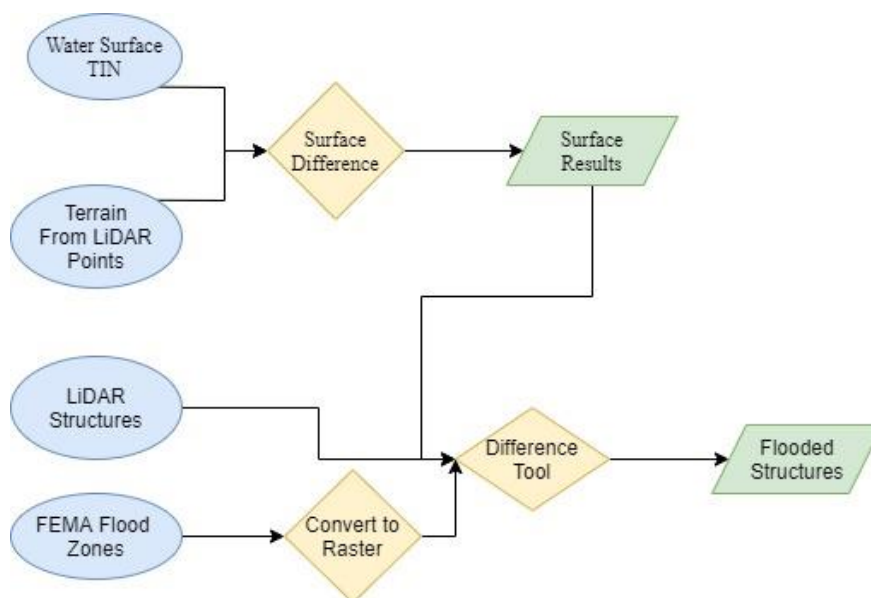 Water Surface
TIN
Surface
Difference
Surface
Results
Terrain
From LiDAR
Points
LiDAR
Structures
Difference
Tool
Flooded
Structures
FEMA Flood
Zones
Convert to
Raster